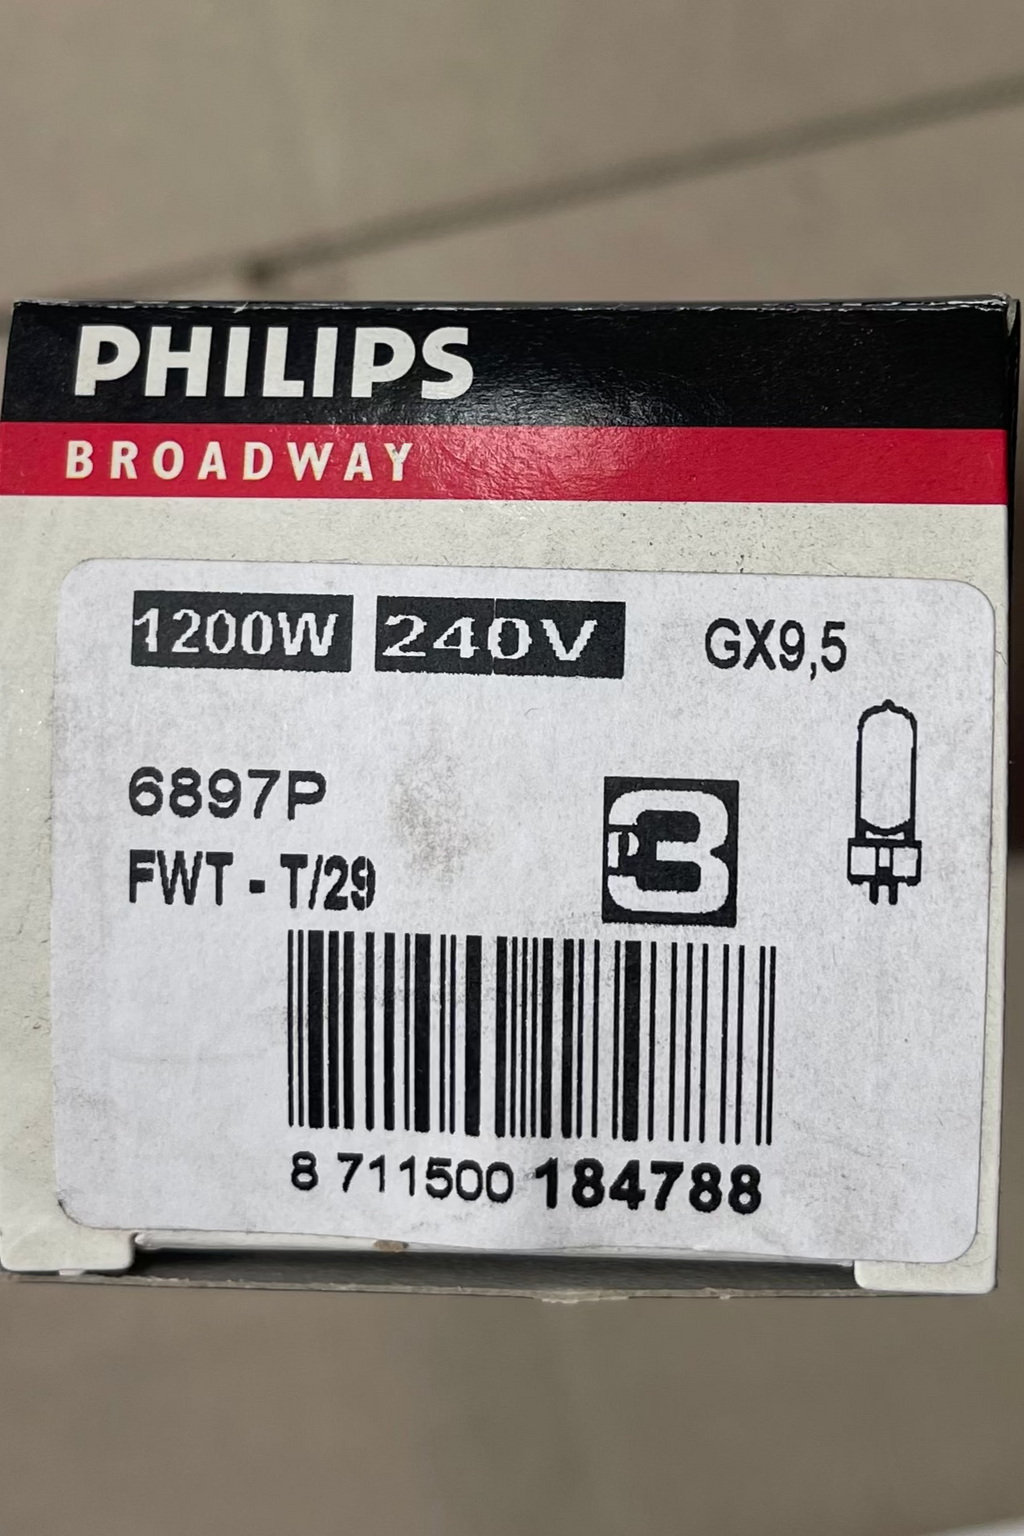 PHILIPS
BROADWAY
1200W 240V GX9,5
6897P
FWT - T/29
P3
8 711500 184788